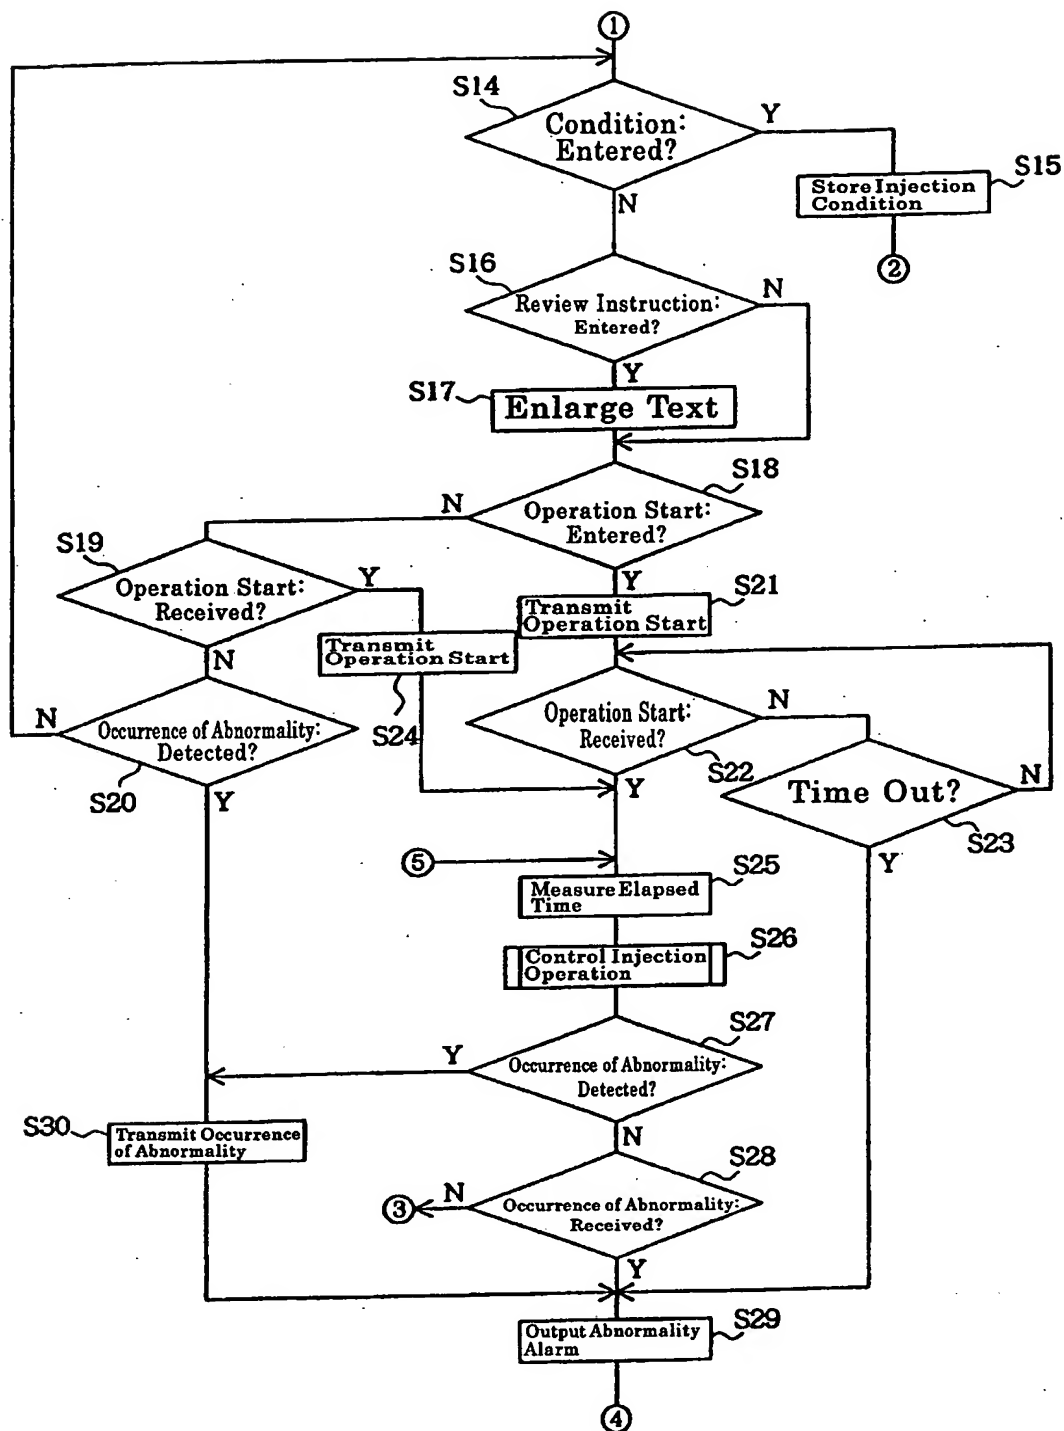 ①
S14
Condition:
Entered?
Y
N
S15
Store Injection
Condition
②
S16
Review Instruction:
Entered?
N
Y
S17
Enlarge Text
S18
Operation Start:
Entered?
N
Y
S19
Operation Start:
Received?
Y
N
S21
Transmit
Operation Start
Transmit
Operation Start
S24
Occurrence of Abnormality:
Detected?
N
S20
Y
Operation Start:
Received?
N
S22
Y
Time Out?
N
S23
Y
⑤
S25
Measure Elapsed
Time
S26
Control Injection
Operation
S27
Occurrence of Abnormality:
Detected?
Y
N
S30
Transmit Occurrence
of Abnormality
S28
Occurrence of Abnormality:
Received?
N
③
Y
S29
Output Abnormality
Alarm
④